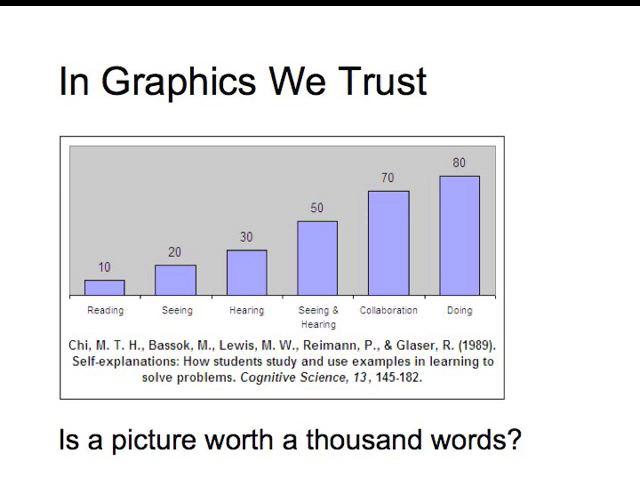 In Graphics We Trust
80
70
50
30
20
10
Reading Seeing Hearing Seeing & Collaboration Doing
Hearing
Chi, M. T. H., Bassok, M., Lewis, M. W., Reimann, P., & Glaser, R. (1989).
Self-explanations: How students study and use examples in learning to
solve problems. Cognitive Science, 13, 145-182.
Is a picture worth a thousand words?